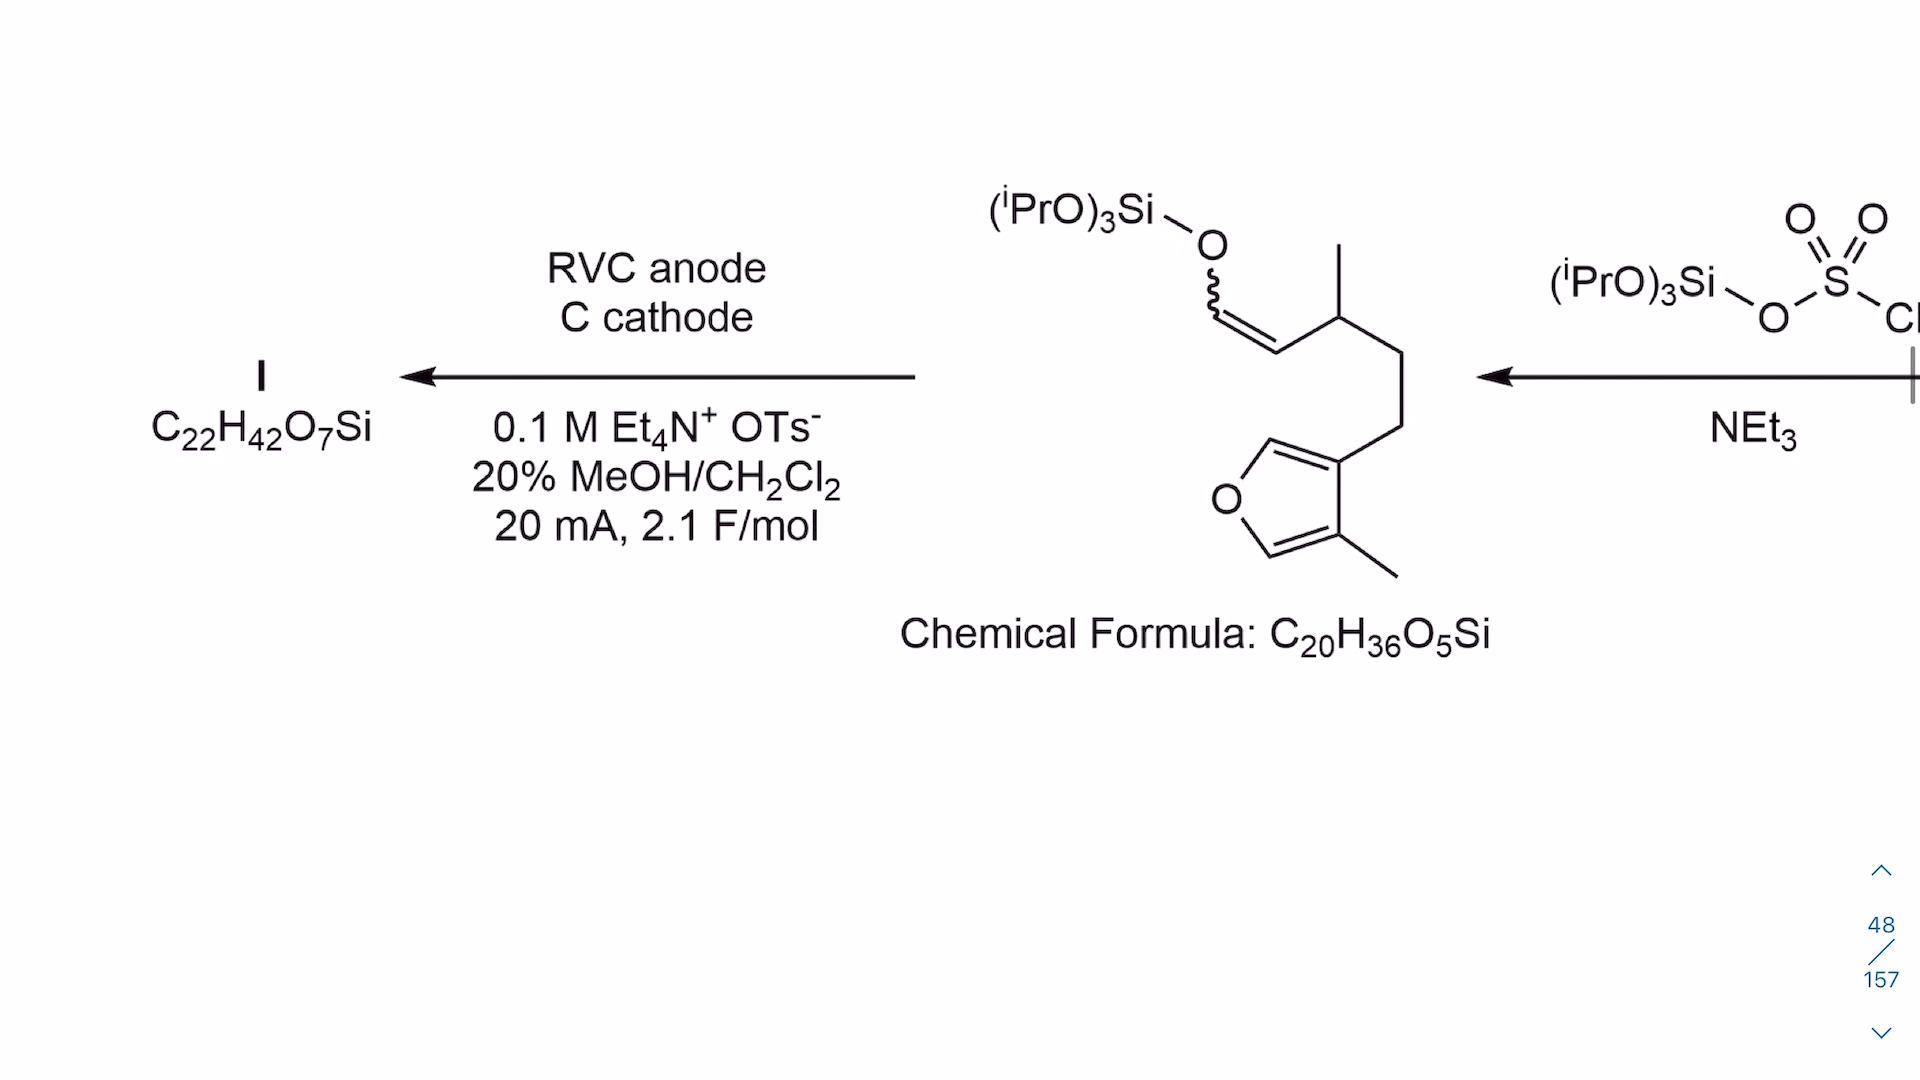 (ⁱPrO)₃Si
O
O
O
(ⁱPrO)₃Si
S
O
RVC anode
C cathode
I
C₂₂H₄₂O₇Si
0.1 M Et₄N⁺ OTs⁻
20% MeOH/CH₂Cl₂
20 mA, 2.1 F/mol
NEt₃
O
Chemical Formula: C₂₀H₃₆O₅Si
48
157